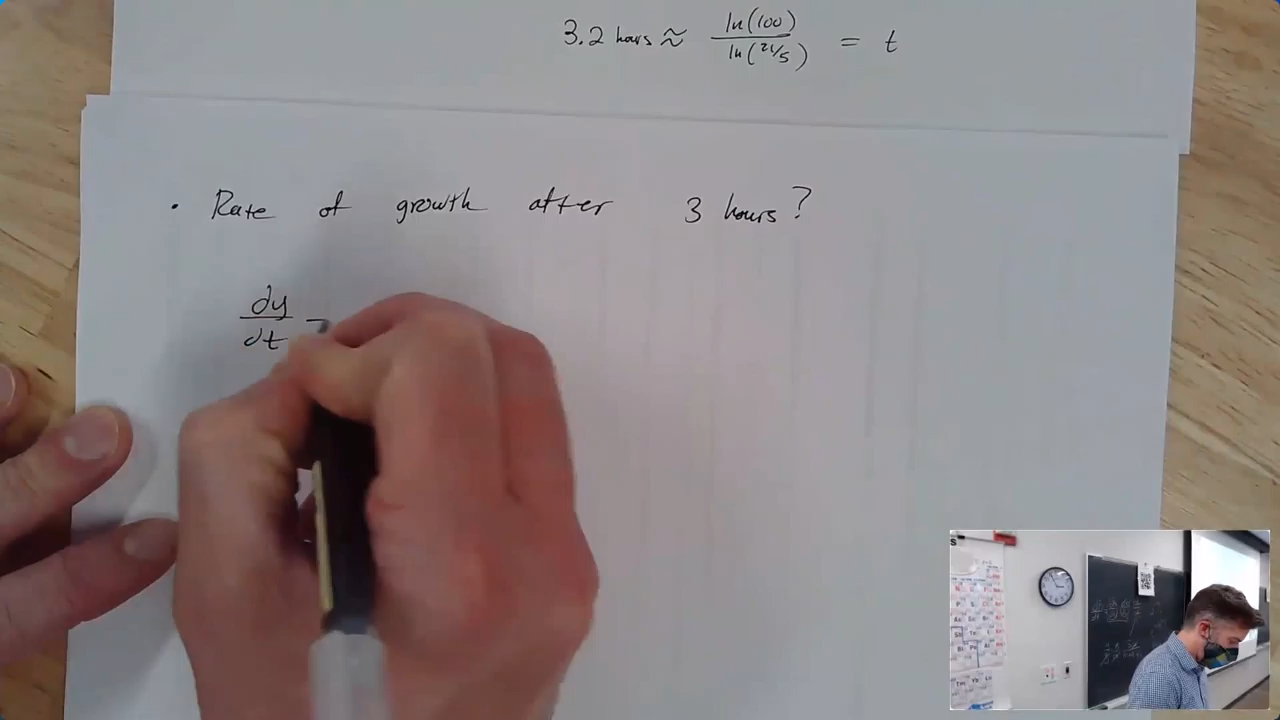 3.2 hours ≈ ln(100) / ln(21/5) = t
• Rate of growth after 3 hours?
dy/dt =